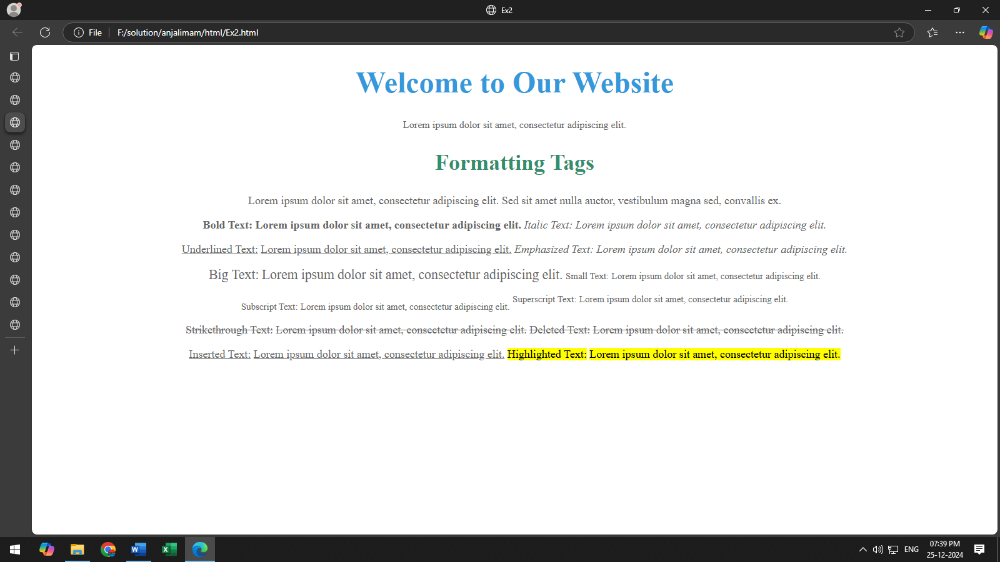 Ex2
File F:/solution/anjalimam/html/Ex2.html
Welcome to Our Website
Lorem ipsum dolor sit amet, consectetur adipiscing elit.
Formatting Tags
Lorem ipsum dolor sit amet, consectetur adipiscing elit. Sed sit amet nulla auctor, vestibulum magna sed, convallis ex.
Bold Text: Lorem ipsum dolor sit amet, consectetur adipiscing elit. Italic Text: Lorem ipsum dolor sit amet, consectetur adipiscing elit.
Underlined Text: Lorem ipsum dolor sit amet, consectetur adipiscing elit. Emphasized Text: Lorem ipsum dolor sit amet, consectetur adipiscing elit.
Big Text: Lorem ipsum dolor sit amet, consectetur adipiscing elit. Small Text: Lorem ipsum dolor sit amet, consectetur adipiscing elit.
Subscript Text: Lorem ipsum dolor sit amet, consectetur adipiscing elit. Superscript Text: Lorem ipsum dolor sit amet, consectetur adipiscing elit.
Strikethrough Text: Lorem ipsum dolor sit amet, consectetur adipiscing elit. Deleted Text: Lorem ipsum dolor sit amet, consectetur adipiscing elit.
Inserted Text: Lorem ipsum dolor sit amet, consectetur adipiscing elit. Highlighted Text: Lorem ipsum dolor sit amet, consectetur adipiscing elit.
ENG
07:39 PM
25-12-2024